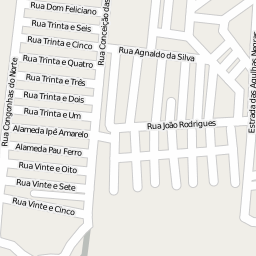 Rua Dom Feliciano
Rua Trinta e Seis
Rua Trinta e Cinco
Rua Trinta e Quatro
Rua Trinta e Três
Rua Trinta e Dois
Rua Trinta e Um
Alameda Ipê Amarelo
Alameda Pau Ferro
Rua Vinte e Oito
Rua Vinte e Sete
Rua Vinte e Cinco
Rua Congonhas do Norte
Rua Conceição das
Rua Agnaldo da Silva
Rua João Rodrigues
Estrada das Agulhas Negras